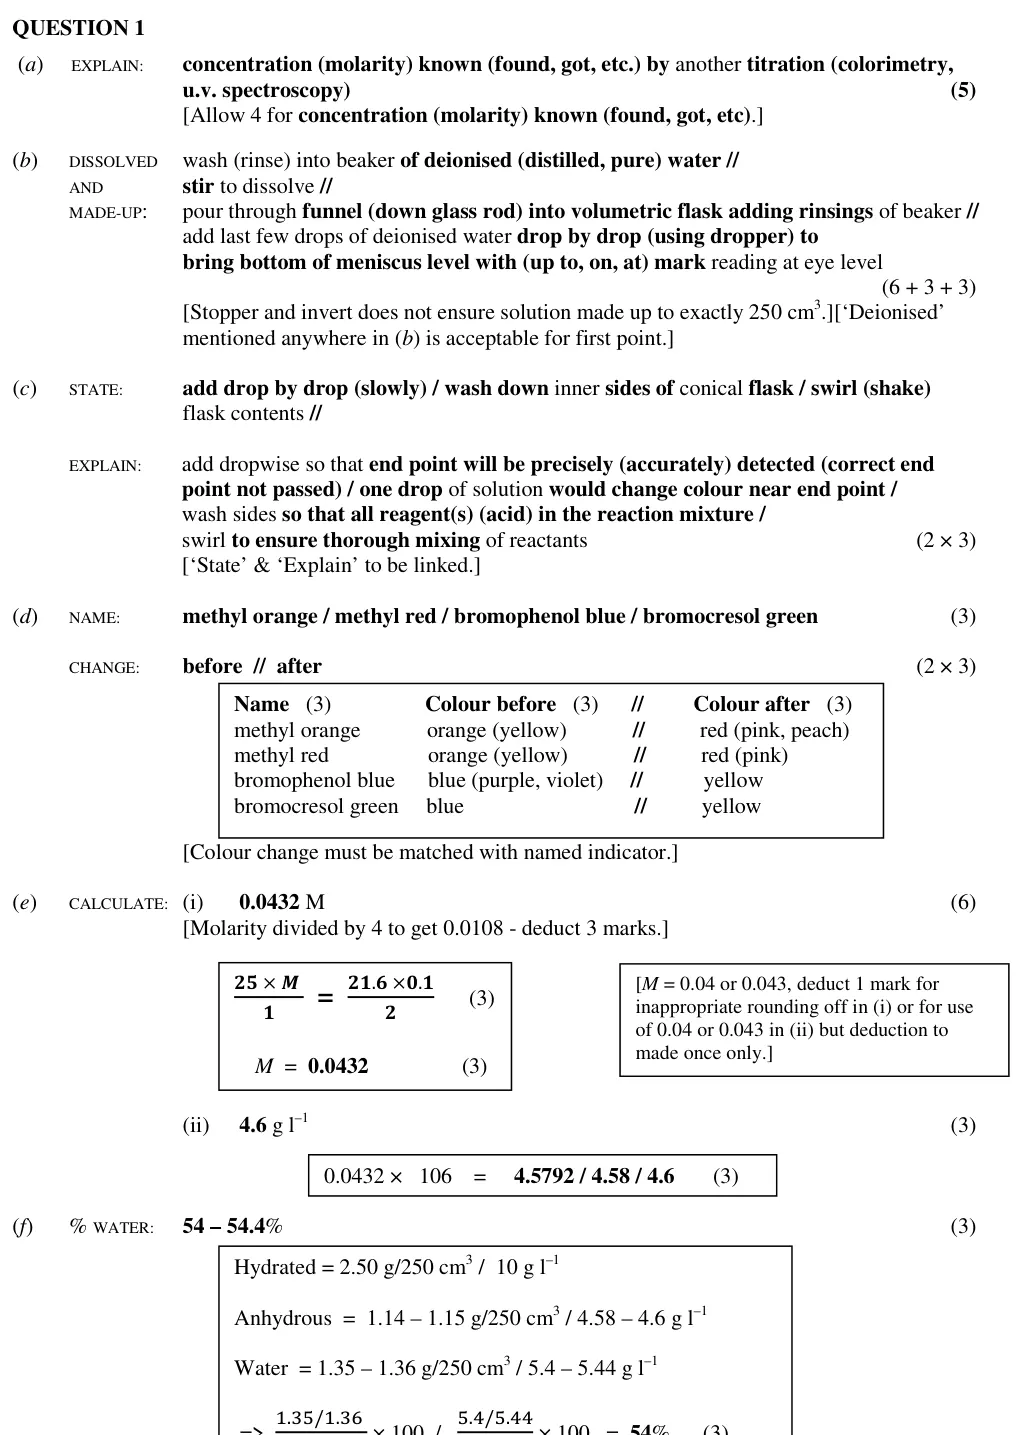 QUESTION 1
(a) EXPLAIN: concentration (molarity) known (found, got, etc.) by another titration (colorimetry,
u.v. spectroscopy) (5)
[Allow 4 for concentration (molarity) known (found, got, etc).]
(b) DISSOLVED wash (rinse) into beaker of deionised (distilled, pure) water //
AND stir to dissolve //
MADE-UP: pour through funnel (down glass rod) into volumetric flask adding rinsings of beaker //
add last few drops of deionised water drop by drop (using dropper) to
bring bottom of meniscus level with (up to, on, at) mark reading at eye level
(6 + 3 + 3)
[Stopper and invert does not ensure solution made up to exactly 250 cm³.][‘Deionised’
mentioned anywhere in (b) is acceptable for first point.]
(c) STATE: add drop by drop (slowly) / wash down inner sides of conical flask / swirl (shake)
flask contents //
EXPLAIN: add dropwise so that end point will be precisely (accurately) detected (correct end
point not passed) / one drop of solution would change colour near end point /
wash sides so that all reagent(s) (acid) in the reaction mixture /
swirl to ensure thorough mixing of reactants (2 × 3)
[‘State’ & ‘Explain’ to be linked.]
(d) NAME: methyl orange / methyl red / bromophenol blue / bromocresol green (3)
CHANGE: before // after (2 × 3)
Name (3) Colour before (3) // Colour after (3)
methyl orange orange (yellow) // red (pink, peach)
methyl red orange (yellow) // red (pink)
bromophenol blue blue (purple, violet) // yellow
bromocresol green blue // yellow
[Colour change must be matched with named indicator.]
(e) CALCULATE: (i) 0.0432 M (6)
[Molarity divided by 4 to get 0.0108 - deduct 3 marks.]
25 × M / 1 = 21.6 ×0.1 / 2 (3)
M = 0.0432 (3)
[M = 0.04 or 0.043, deduct 1 mark for
inappropriate rounding off in (i) or for use
of 0.04 or 0.043 in (ii) but deduction to
made once only.]
(ii) 4.6 g l⁻¹ (3)
0.0432 × 106 = 4.5792 / 4.58 / 4.6 (3)
(f) % WATER: 54 – 54.4% (3)
Hydrated = 2.50 g/250 cm³ / 10 g l⁻¹
Anhydrous = 1.14 – 1.15 g/250 cm³ / 4.58 – 4.6 g l⁻¹
Water = 1.35 – 1.36 g/250 cm³ / 5.4 – 5.44 g l⁻¹
=> 1.35/1.36 × 100 / 5.4/5.44 × 100 = 54% (3)